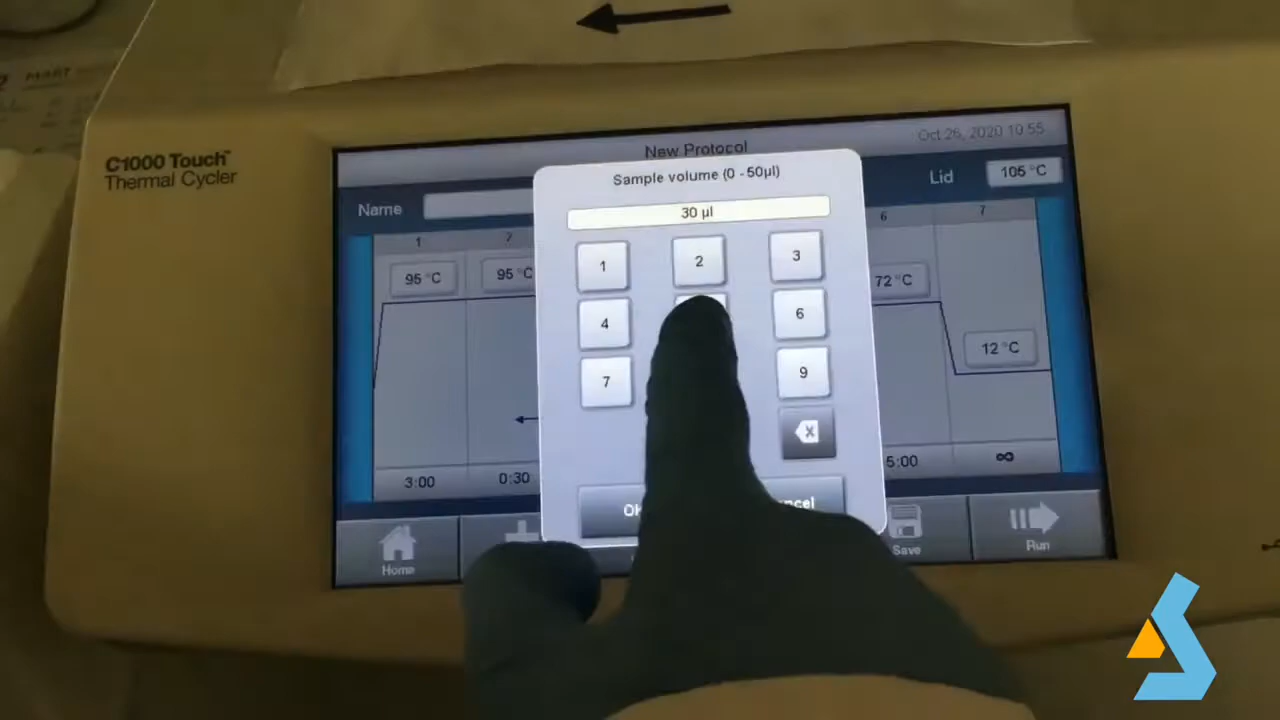 C1000 Touch™
Thermal Cycler
Oct 26, 2020 10:55
New Protocol
Name
Lid
105 °C
Sample volume (0 - 50µl)
30 µl
1 2 3
4 6
7 9
1 6 7
95 °C 95 °C 72 °C
12 °C
3:00 0:30 5:00 ∞
Home
Save
Run